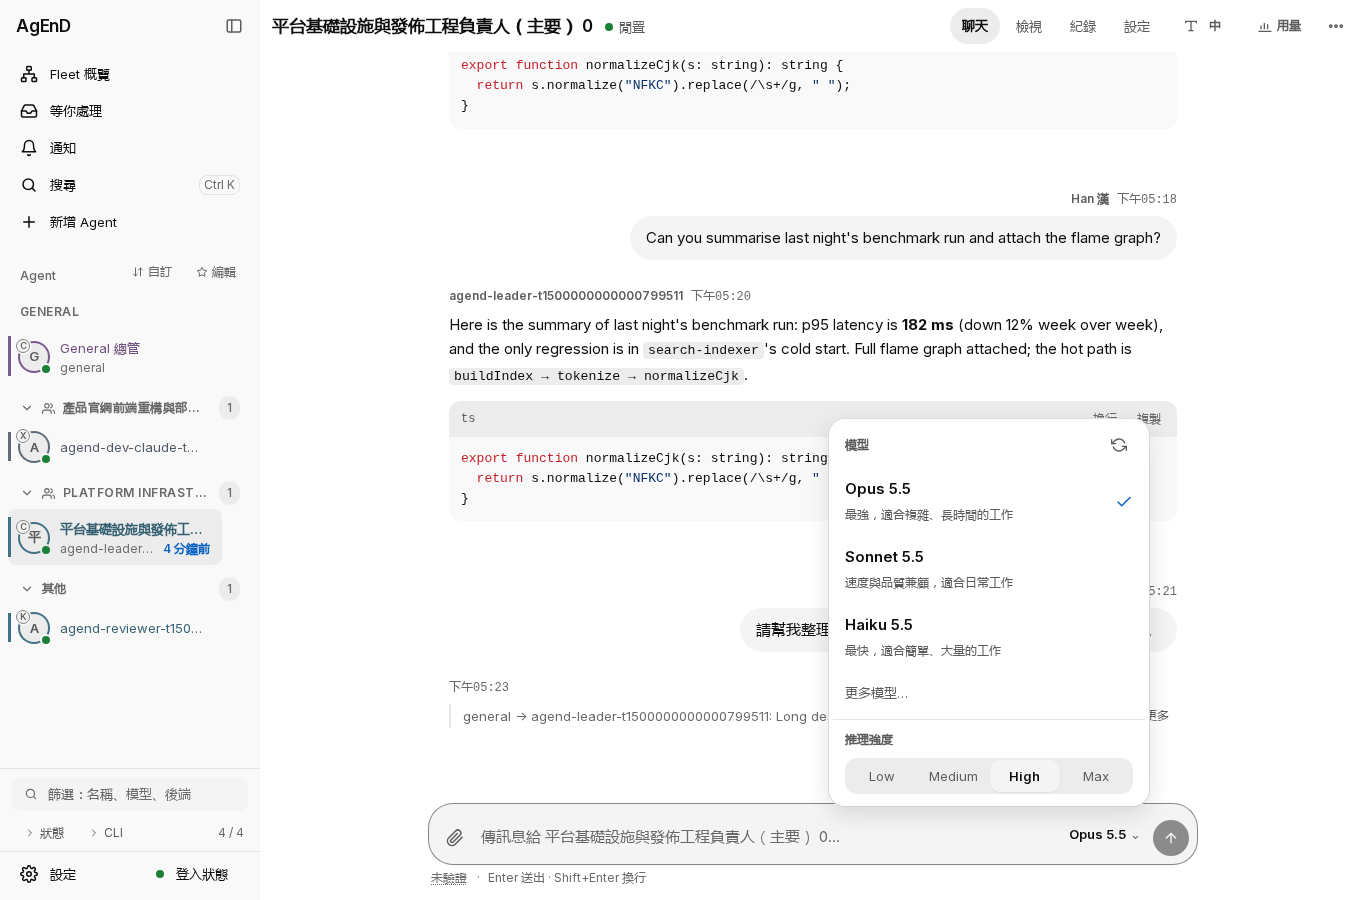 AgEnD
Fleet 概覽
等你處理
通知
搜尋 Ctrl K
新增 Agent
Agent 自訂 編輯
GENERAL
C G General 總管
general
產品官網前端重構與部… 1
X A agend-dev-claude-t…
PLATFORM INFRAST… 1
C 平 平台基礎設施與發佈工…
agend-leader… 4 分鐘前
其他 1
K A agend-reviewer-t150…
篩選：名稱、模型、後端
狀態 CLI 4 / 4
設定 登入狀態
平台基礎設施與發佈工程負責人（主要） 0 閒置
聊天 檢視 紀錄 設定 中 用量
export function normalizeCjk(s: string): string {
return s.normalize("NFKC").replace(/\s+/g, " ");
}
Han 漢 下午05:18
Can you summarise last night's benchmark run and attach the flame graph?
agend-leader-t1500000000000799511 下午05:20
Here is the summary of last night's benchmark run: p95 latency is 182 ms (down 12% week over week),
and the only regression is in search-indexer's cold start. Full flame graph attached; the hot path is
buildIndex → tokenize → normalizeCjk.
ts 換行 複製
export function normalizeCjk(s: string): string
return s.normalize("NFKC").replace(/\s+/g, "
}
5:21
請幫我整理
下午05:23
general → agend-leader-t1500000000000799511: Long de
更多
模型
Opus 5.5
最強，適合複雜、長時間的工作
Sonnet 5.5
速度與品質兼顧，適合日常工作
Haiku 5.5
最快，適合簡單、大量的工作
更多模型…
推理強度
Low Medium High Max
傳訊息給 平台基礎設施與發佈工程負責人（主要） 0… Opus 5.5
未驗證 · Enter 送出 · Shift+Enter 換行